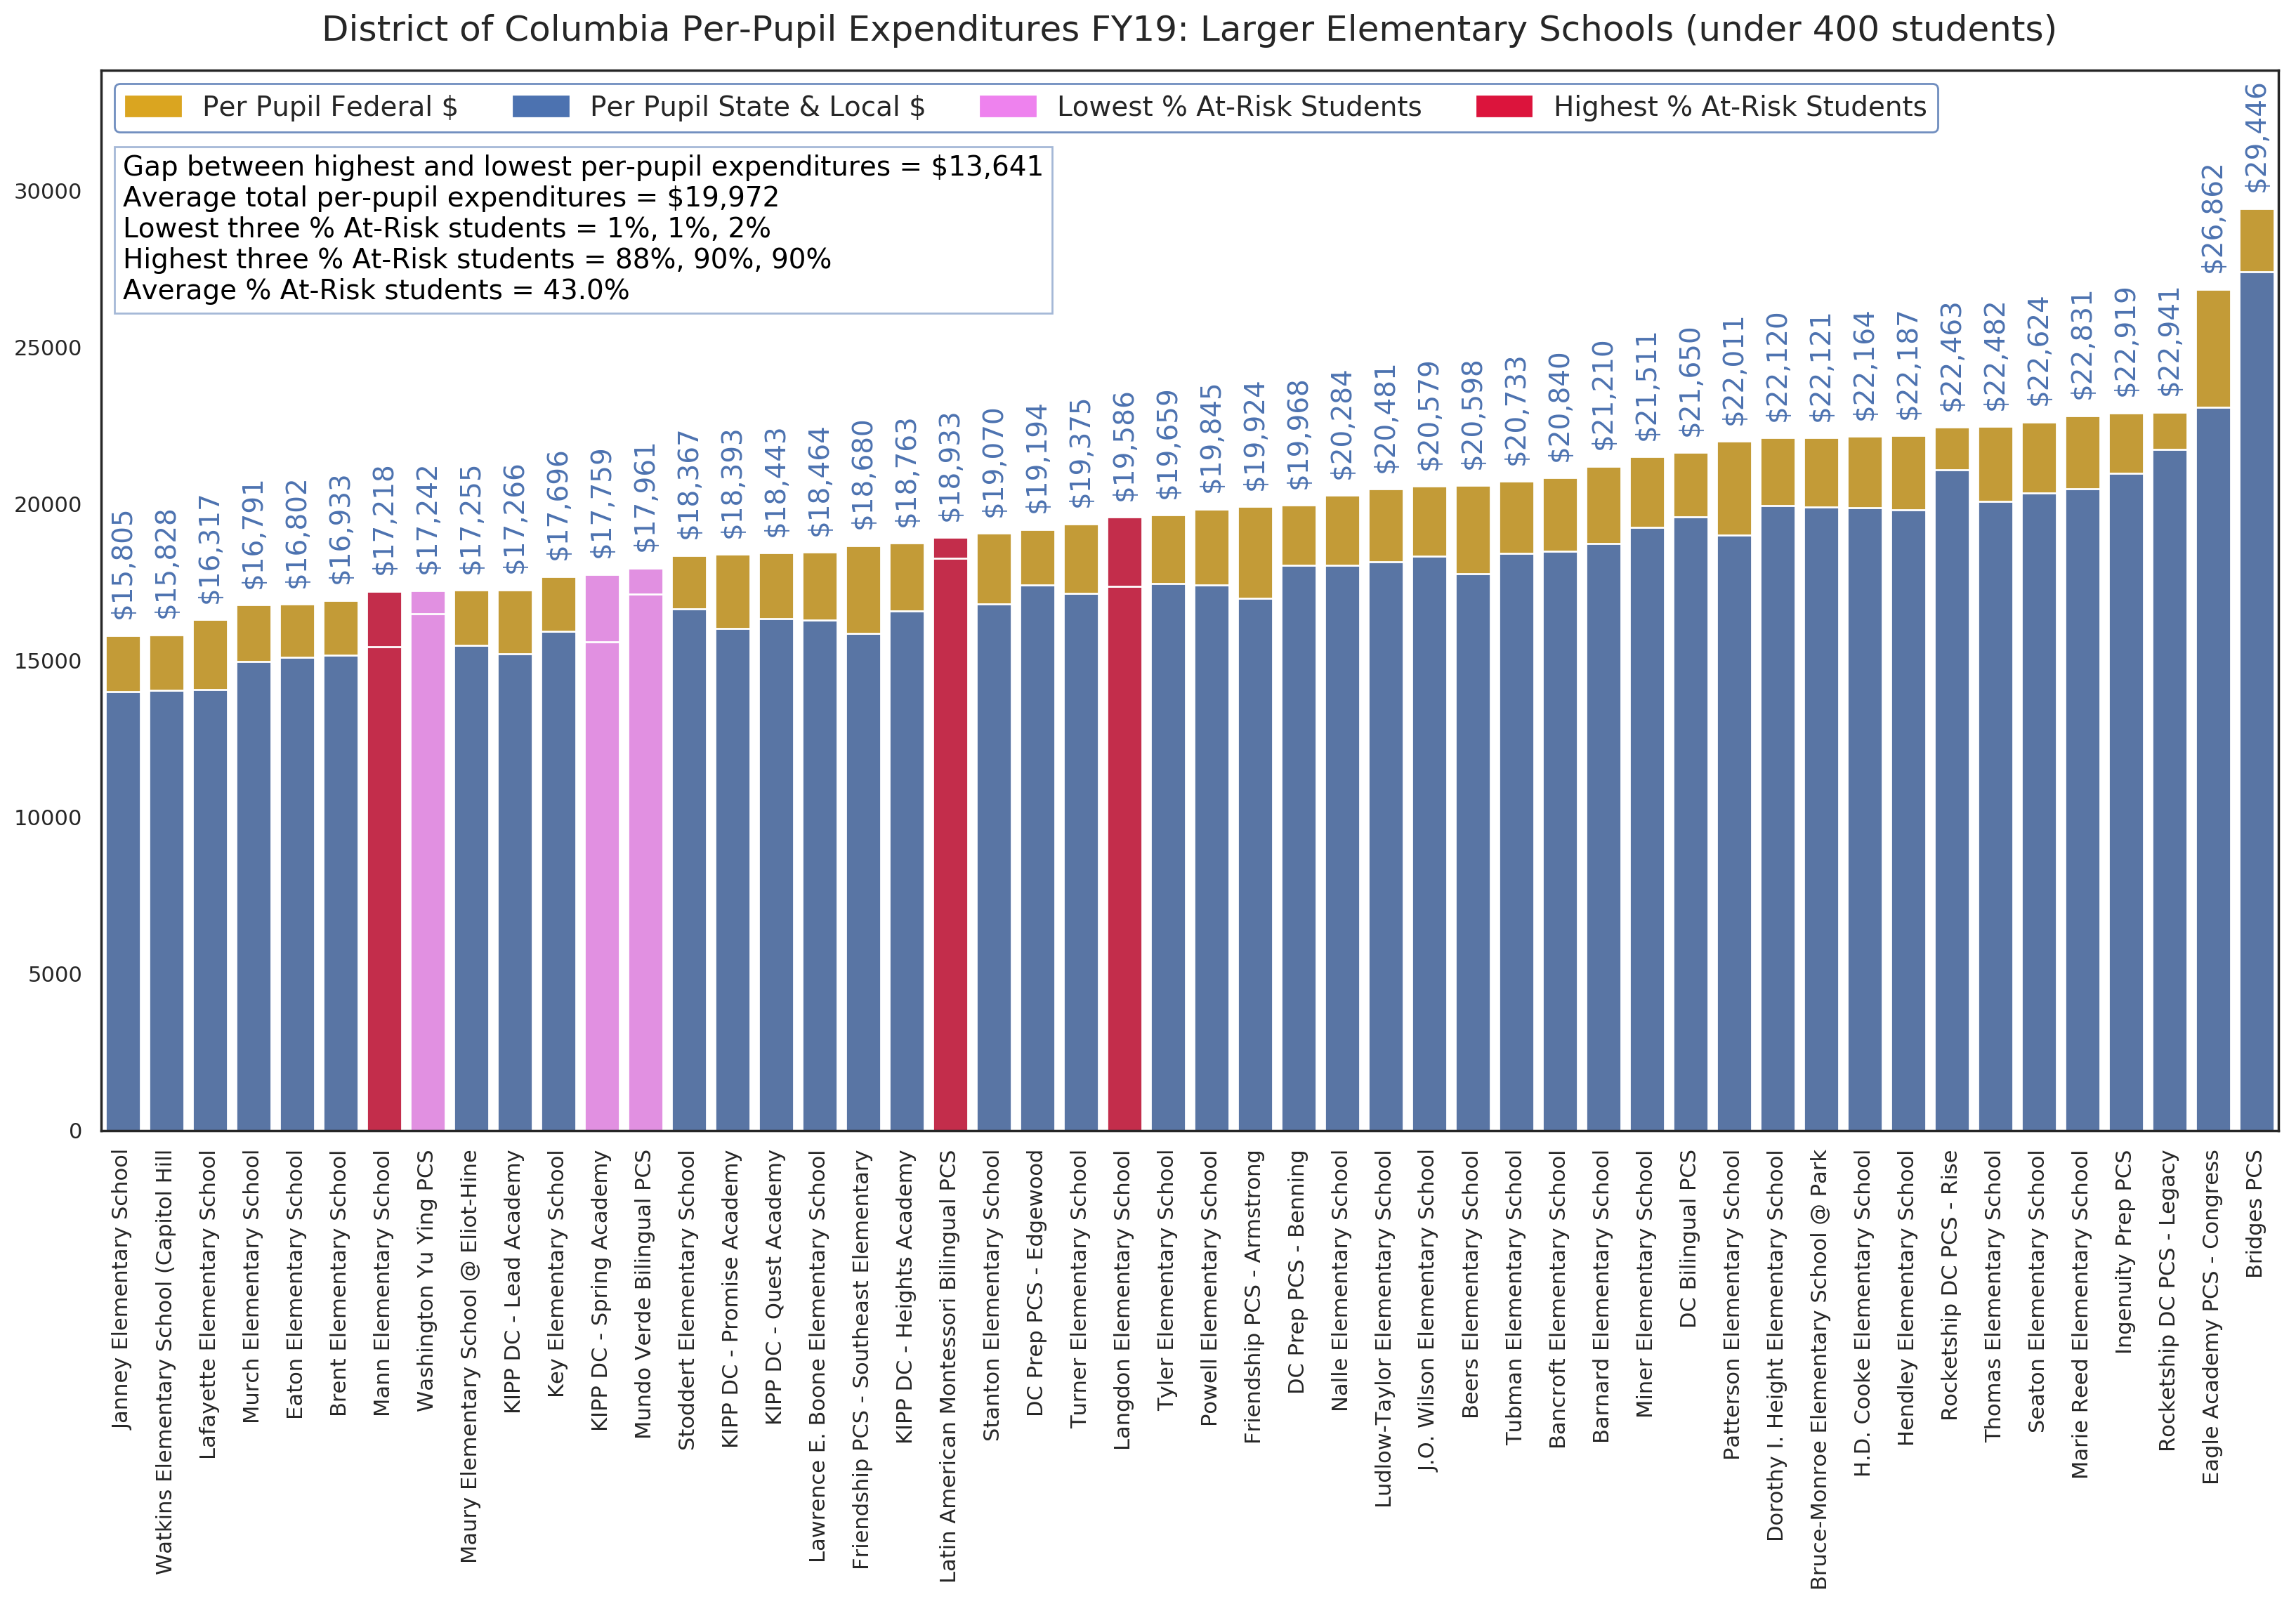 District of Columbia Per-Pupil Expenditures FY19: Larger Elementary Schools (under 400 students)
Per Pupil Federal $
Per Pupil State & Local $
Lowest % At-Risk Students
Highest % At-Risk Students
Gap between highest and lowest per-pupil expenditures = $13,641
Average total per-pupil expenditures = $19,972
Lowest three % At-Risk students = 1%, 1%, 2%
Highest three % At-Risk students = 88%, 90%, 90%
Average % At-Risk students = 43.0%
30000
25000
20000
15000
10000
5000
0
$15,805
$15,828
$16,317
$16,791
$16,802
$16,933
$17,218
$17,242
$17,255
$17,266
$17,696
$17,759
$17,961
$18,367
$18,393
$18,443
$18,464
$18,680
$18,763
$18,933
$19,070
$19,194
$19,375
$19,586
$19,659
$19,845
$19,924
$19,968
$20,284
$20,481
$20,579
$20,598
$20,733
$20,840
$21,210
$21,511
$21,650
$22,011
$22,120
$22,121
$22,164
$22,187
$22,463
$22,482
$22,624
$22,831
$22,919
$22,941
$26,862
$29,446
Janney Elementary School
Watkins Elementary School (Capitol Hill
Lafayette Elementary School
Murch Elementary School
Eaton Elementary School
Brent Elementary School
Mann Elementary School
Washington Yu Ying PCS
Maury Elementary School @ Eliot-Hine
KIPP DC - Lead Academy
Key Elementary School
KIPP DC - Spring Academy
Mundo Verde Bilingual PCS
Stoddert Elementary School
KIPP DC - Promise Academy
KIPP DC - Quest Academy
Lawrence E. Boone Elementary School
Friendship PCS - Southeast Elementary
KIPP DC - Heights Academy
Latin American Montessori Bilingual PCS
Stanton Elementary School
DC Prep PCS - Edgewood
Turner Elementary School
Langdon Elementary School
Tyler Elementary School
Powell Elementary School
Friendship PCS - Armstrong
DC Prep PCS - Benning
Nalle Elementary School
Ludlow-Taylor Elementary School
J.O. Wilson Elementary School
Beers Elementary School
Tubman Elementary School
Bancroft Elementary School
Barnard Elementary School
Miner Elementary School
DC Bilingual PCS
Patterson Elementary School
Dorothy I. Height Elementary School
Bruce-Monroe Elementary School @ Park
H.D. Cooke Elementary School
Hendley Elementary School
Rocketship DC PCS - Rise
Thomas Elementary School
Seaton Elementary School
Marie Reed Elementary School
Ingenuity Prep PCS
Rocketship DC PCS - Legacy
Eagle Academy PCS - Congress
Bridges PCS